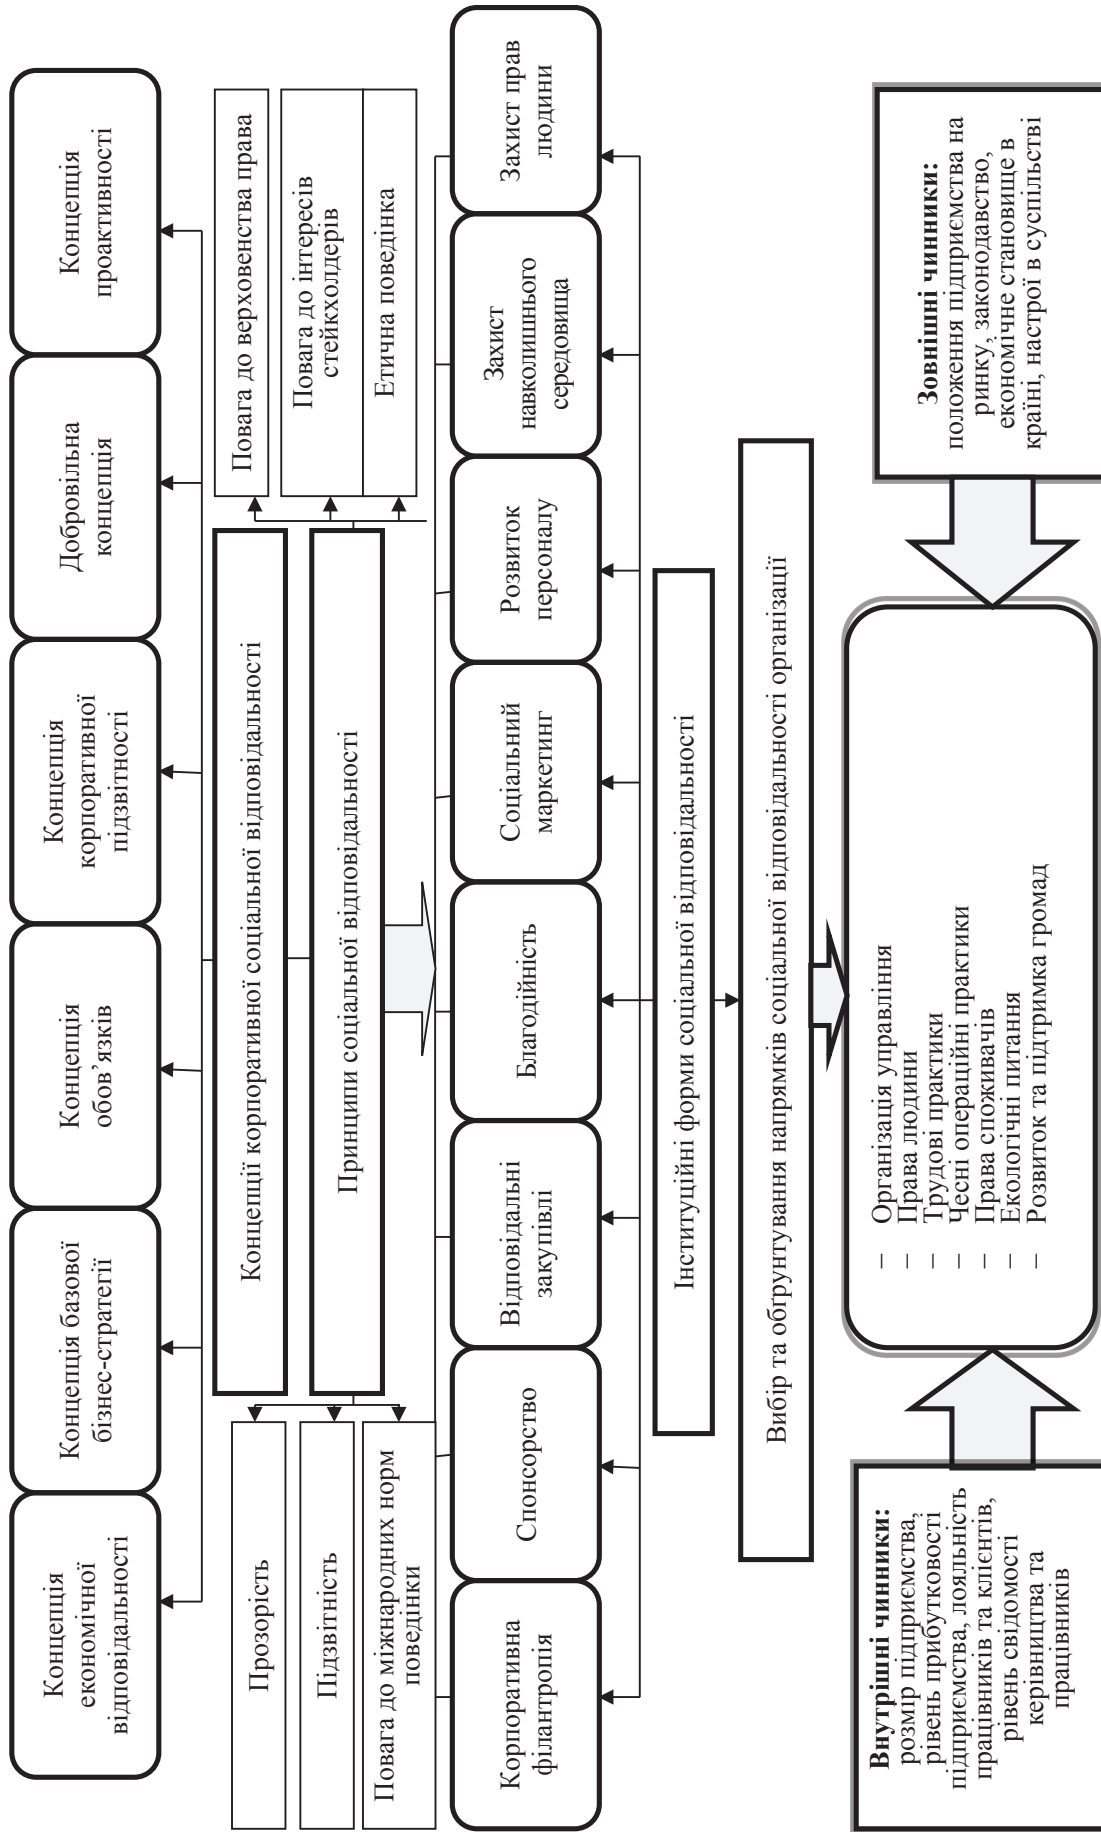 Концепція
економічної
відповідальності
Концепція базової
бізнес-стратегії
Концепція
обов’язків
Концепція
корпоративної
підзвітності
Добровільна
концепція
Концепція
проактивності
Концепції корпоративної соціальної відповідальності
Принципи соціальної відповідальності
Прозорість
Підзвітність
Повага до міжнародних норм
поведінки
Повага до верховенства права
Повага до інтересів
стейкхолдерів
Етична поведінка
Корпоративна
філантропія
Спонсорство
Відповідальні
закупівлі
Благодійність
Соціальний
маркетинг
Розвиток
персоналу
Захист
навколишнього
середовища
Захист прав
людини
Інституційні форми соціальної відповідальності
Вибір та обґрунтування напрямків соціальної відповідальності організації
Внутрішні чинники:
розмір підприємства,
рівень прибутковості
підприємства, лояльність
працівників та клієнтів,
рівень свідомості
керівництва та
працівників
– Організація управління
– Права людини
– Трудові практики
– Чесні операційні практики
– Права споживачів
– Екологічні питання
– Розвиток та підтримка громад
Зовнішні чинники:
положення підприємства на
ринку, законодавство,
економічне становище в
країні, настрої в суспільстві